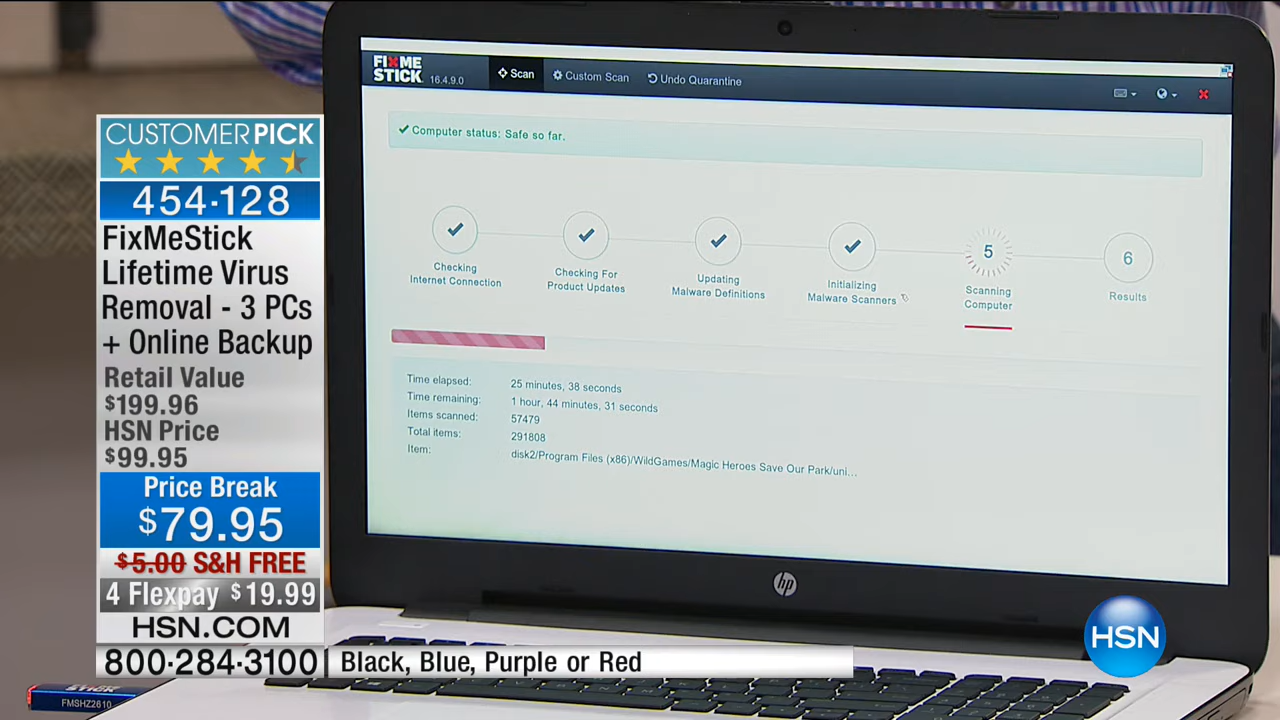 CUSTOMER PICK
454·128
FixMeStick
Lifetime Virus
Removal - 3 PCs
+ Online Backup
Retail Value
$199.96
HSN Price
$99.95
Price Break
$79.95
$5.00 S&H FREE
4 Flexpay $19.99
HSN.COM
800·284·3100
Black, Blue, Purple or Red
FIXME
STICK 16.4.9.0
Scan
Custom Scan
Undo Quarantine
Computer status: Safe so far.
Checking
Internet Connection
Checking For
Product Updates
Updating
Malware Definitions
Initializing
Malware Scanners
5
Scanning
Computer
6
Results
Time elapsed: 25 minutes, 38 seconds
Time remaining: 1 hour, 44 minutes, 31 seconds
Items scanned: 57479
Total items: 291808
Item: disk2/Program Files (x86)/WildGames/Magic Heroes Save Our Park/uni...
hp
HSN
STICK
FMSHZ2610